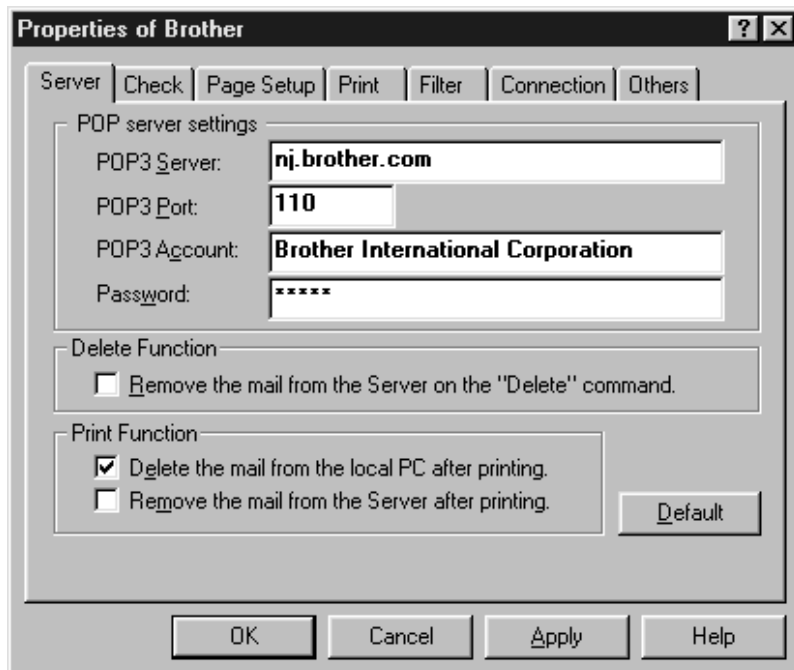 Properties of Brother
Server Check Page Setup Print Filter Connection Others
POP server settings
POP3 Server: nj.brother.com
POP3 Port: 110
POP3 Account: Brother International Corporation
Password: *****
Delete Function
Remove the mail from the Server on the "Delete" command.
Print Function
Delete the mail from the local PC after printing.
Remove the mail from the Server after printing.
Default
OK Cancel Apply Help